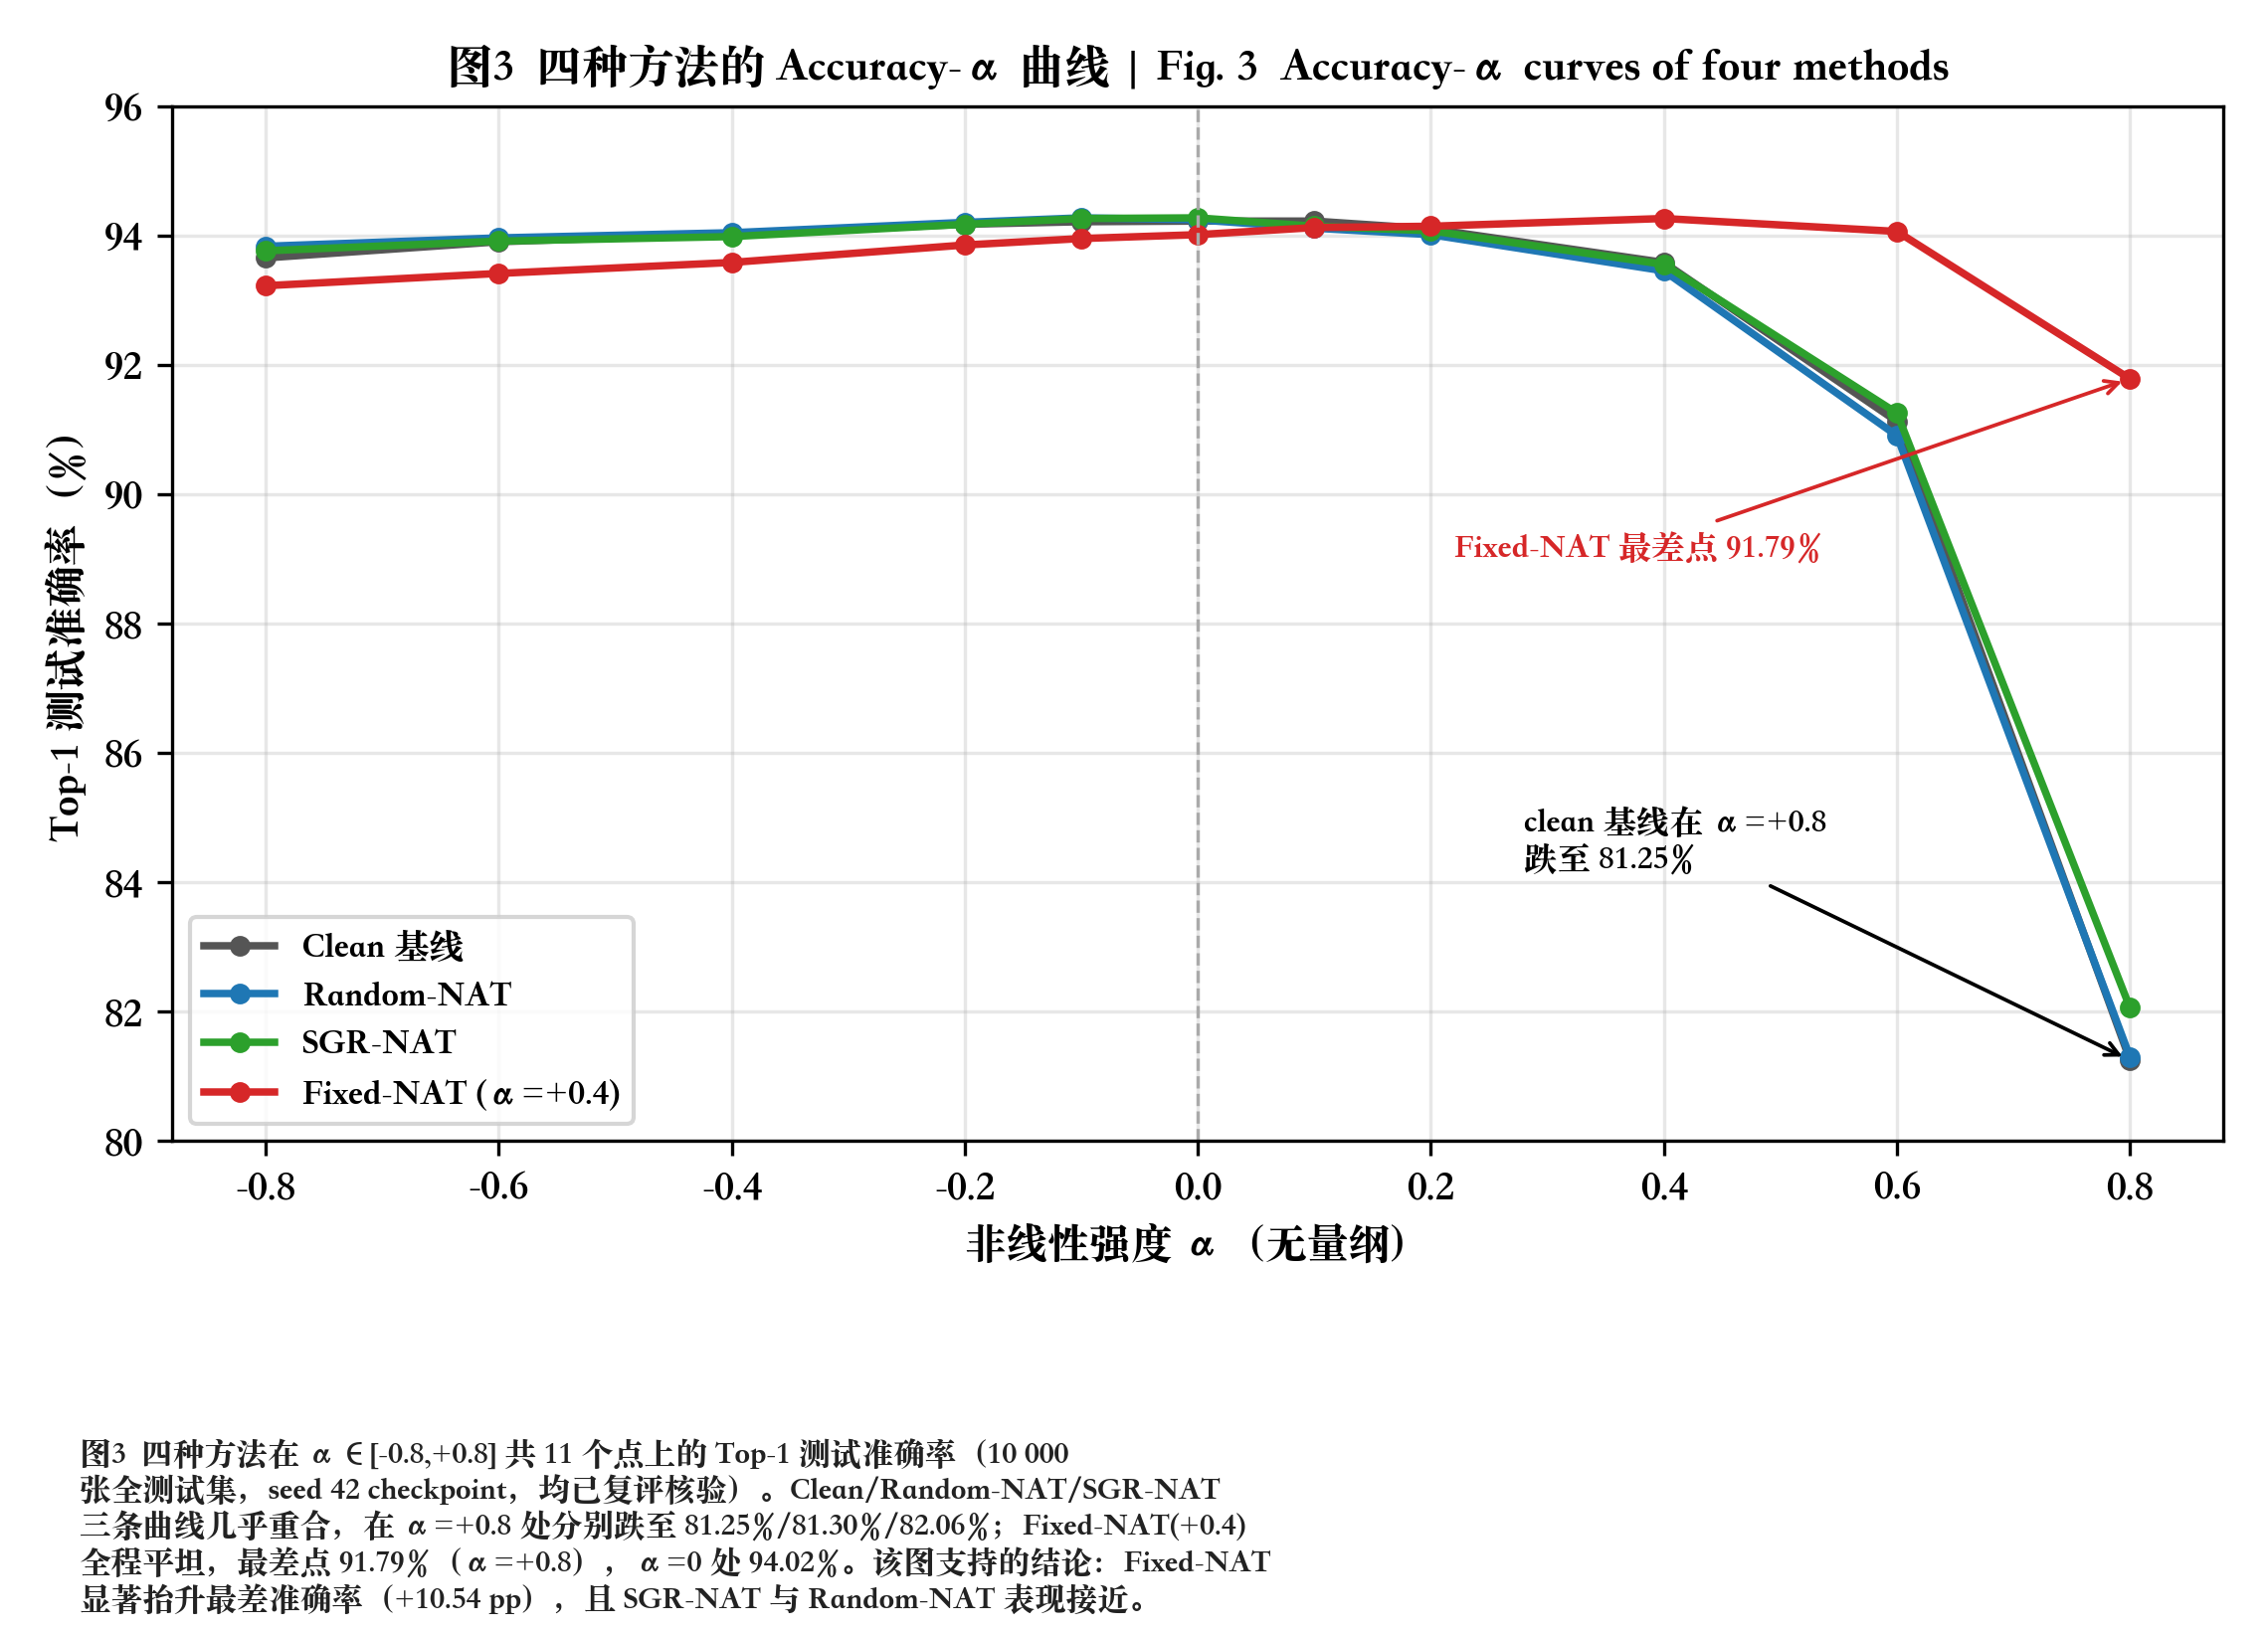 图3 四种方法的 Accuracy-α 曲线 | Fig. 3 Accuracy-α curves of four methods
96
94
92
90
88
86
84
82
80
Top-1 测试准确率 (%)
Fixed-NAT 最差点 91.79%
clean 基线在 α=+0.8
跌至 81.25%
Clean 基线
Random-NAT
SGR-NAT
Fixed-NAT (α=+0.4)
-0.8
-0.6
-0.4
-0.2
0.0
0.2
0.4
0.6
0.8
非线性强度 α （无量纲）
图3 四种方法在 α∈[-0.8,+0.8] 共 11 个点上的 Top-1 测试准确率（10 000
张全测试集，seed 42 checkpoint，均已复评核验）。Clean/Random-NAT/SGR-NAT
三条曲线几乎重合，在 α=+0.8 处分别跌至 81.25%/81.30%/82.06%；Fixed-NAT(+0.4)
全程平坦，最差点 91.79%（α=+0.8），α=0 处 94.02%。该图支持的结论：Fixed-NAT
显著抬升最差准确率（+10.54 pp），且 SGR-NAT 与 Random-NAT 表现接近。